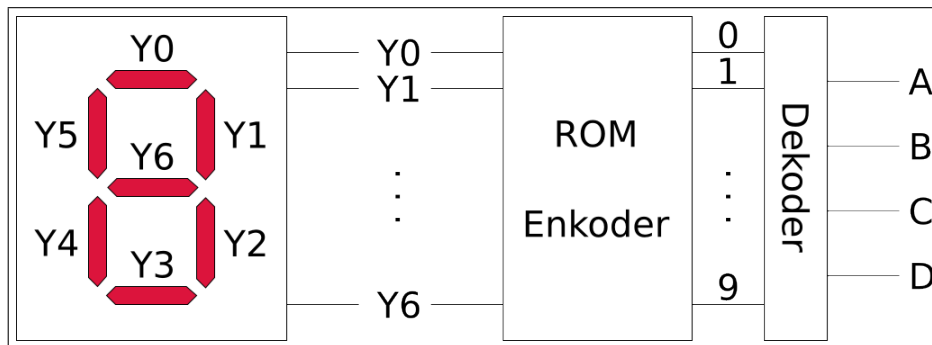 Y0
Y5
Y1
Y6
Y4
Y2
Y3
Y0
Y1
⋮
Y6
ROM
Enkoder
0
1
⋮
9
Dekoder
A
B
C
D